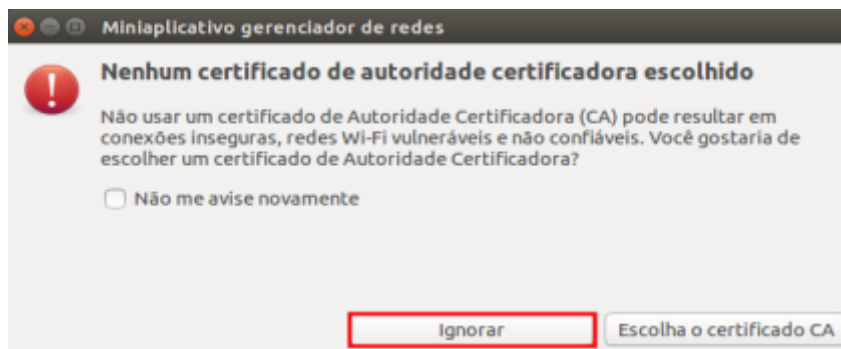 Miniaplicativo gerenciador de redes
Nenhum certificado de autoridade certificadora escolhido
Não usar um certificado de Autoridade Certificadora (CA) pode resultar em
conexões inseguras, redes Wi-Fi vulneráveis e não confiáveis. Você gostaria de
escolher um certificado de Autoridade Certificadora?
Não me avise novamente
Ignorar
Escolha o certificado CA